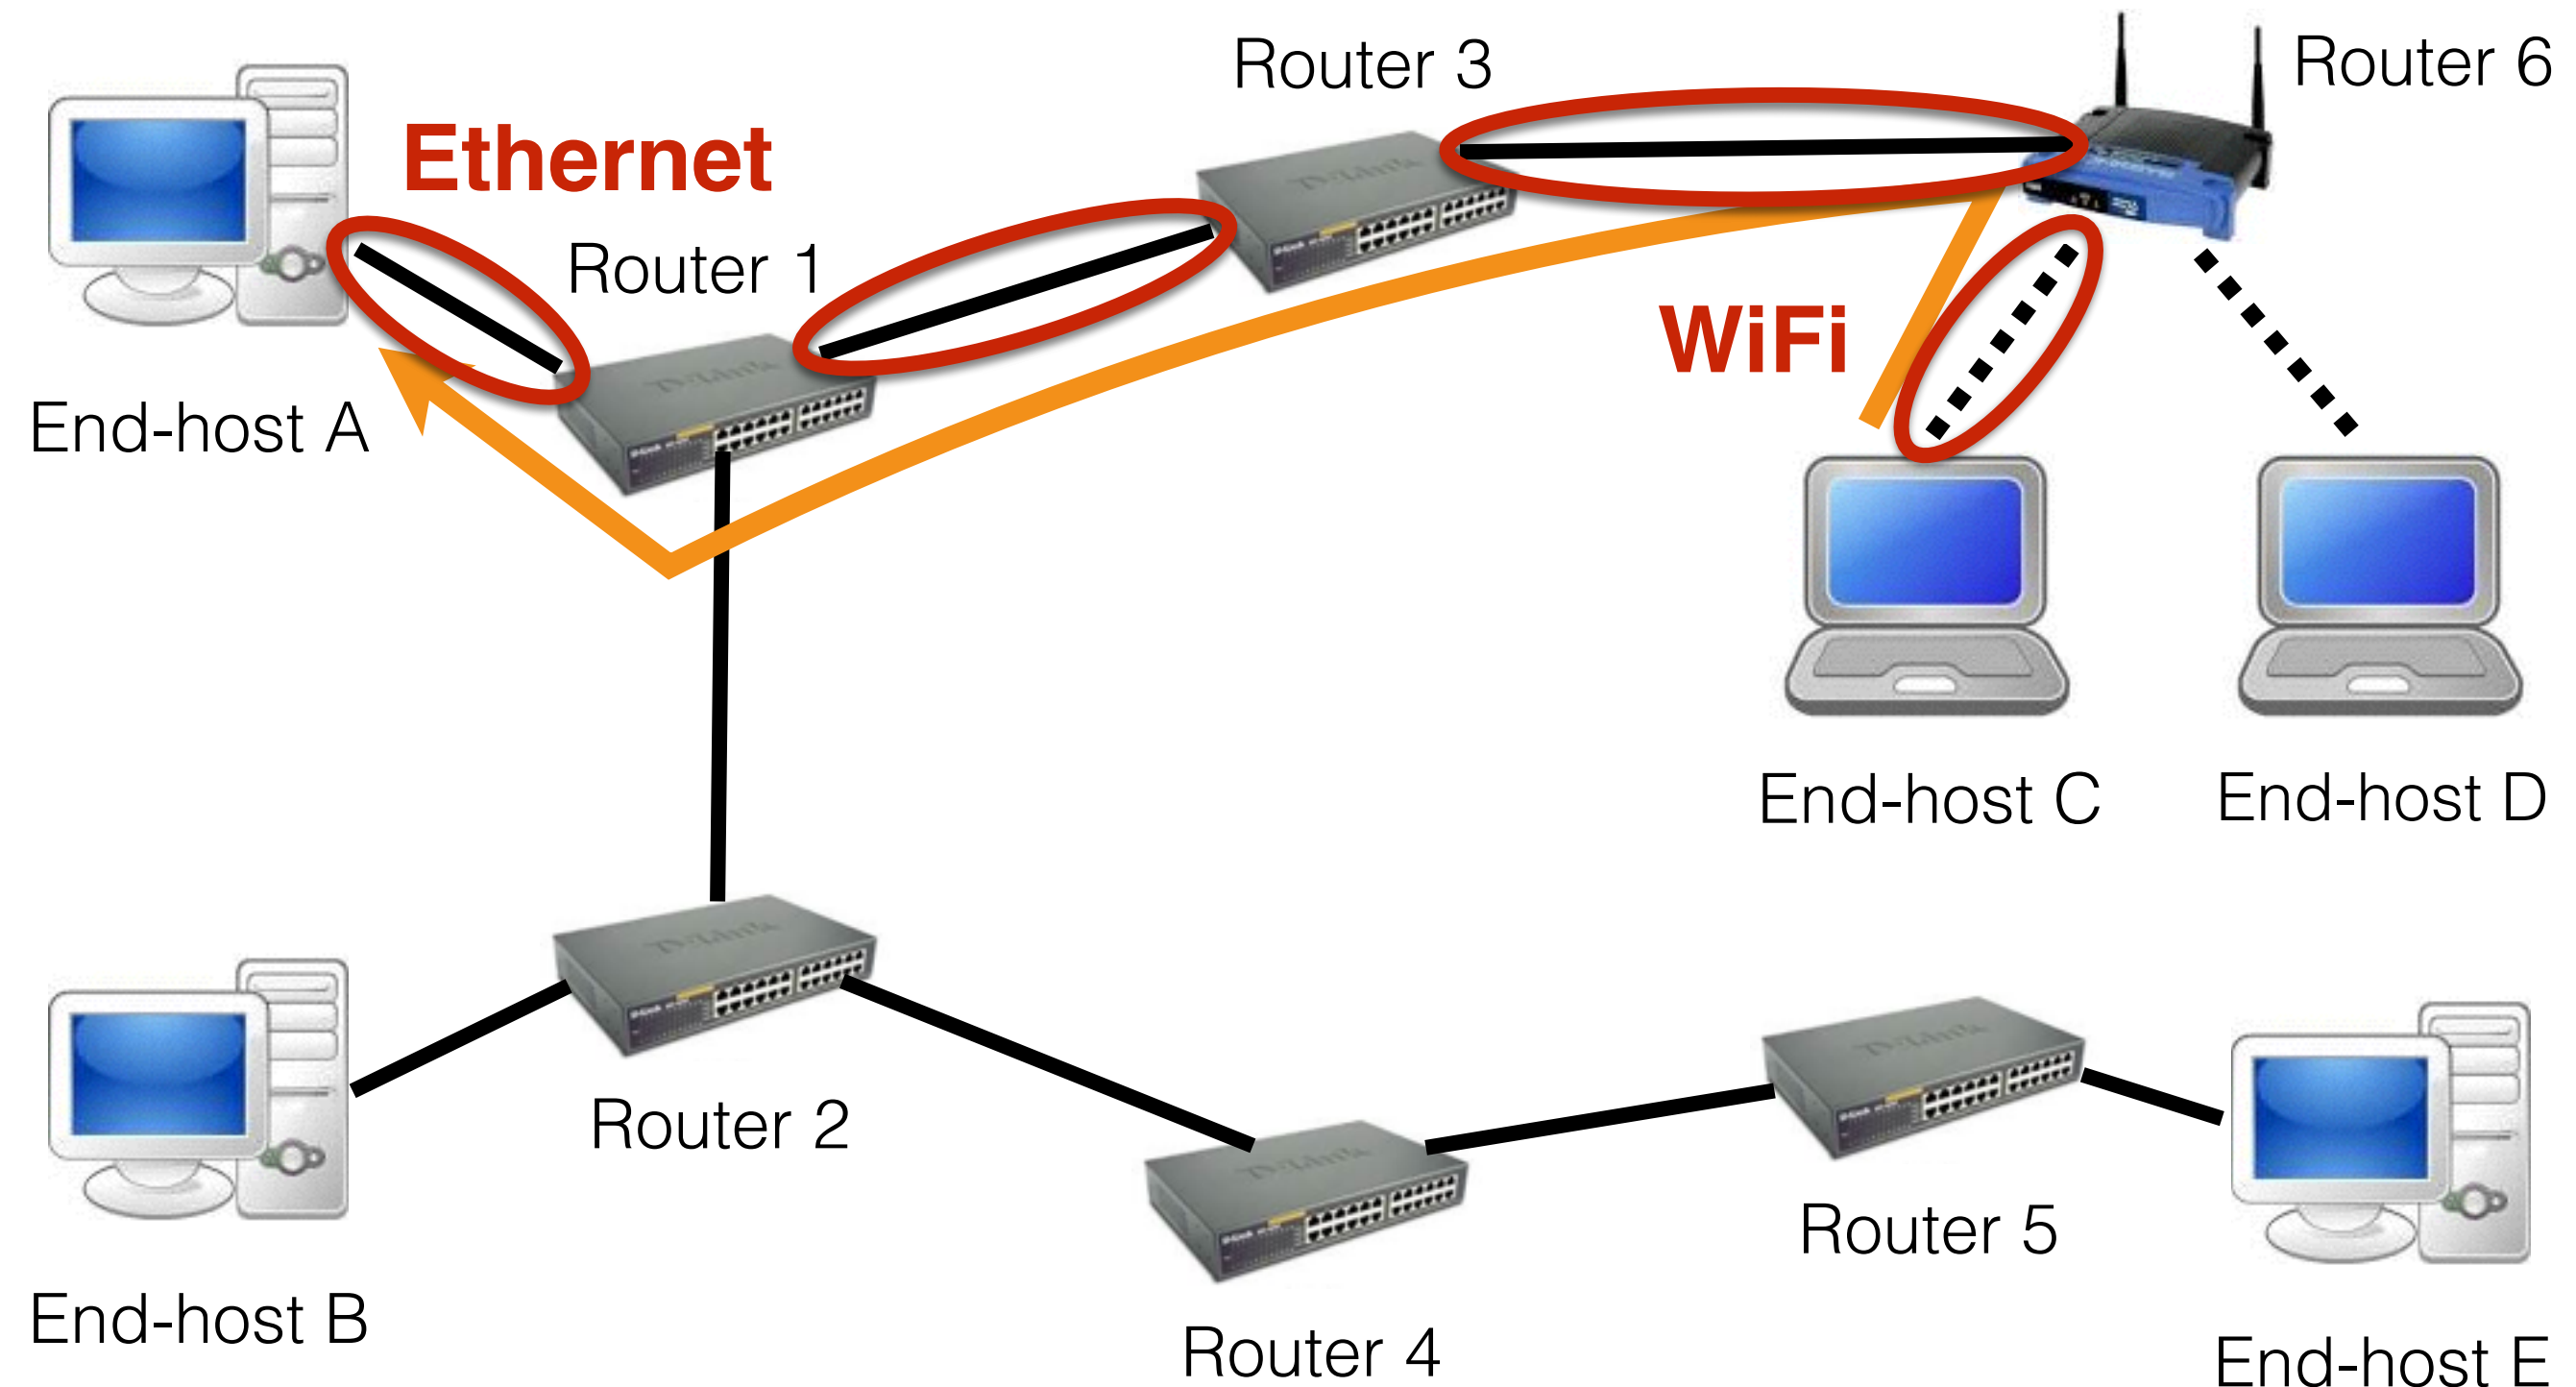 Router 3
Router 6
Ethernet
Router 1
WiFi
End-host A
End-host C
End-host D
Router 2
Router 5
End-host B
Router 4
End-host E